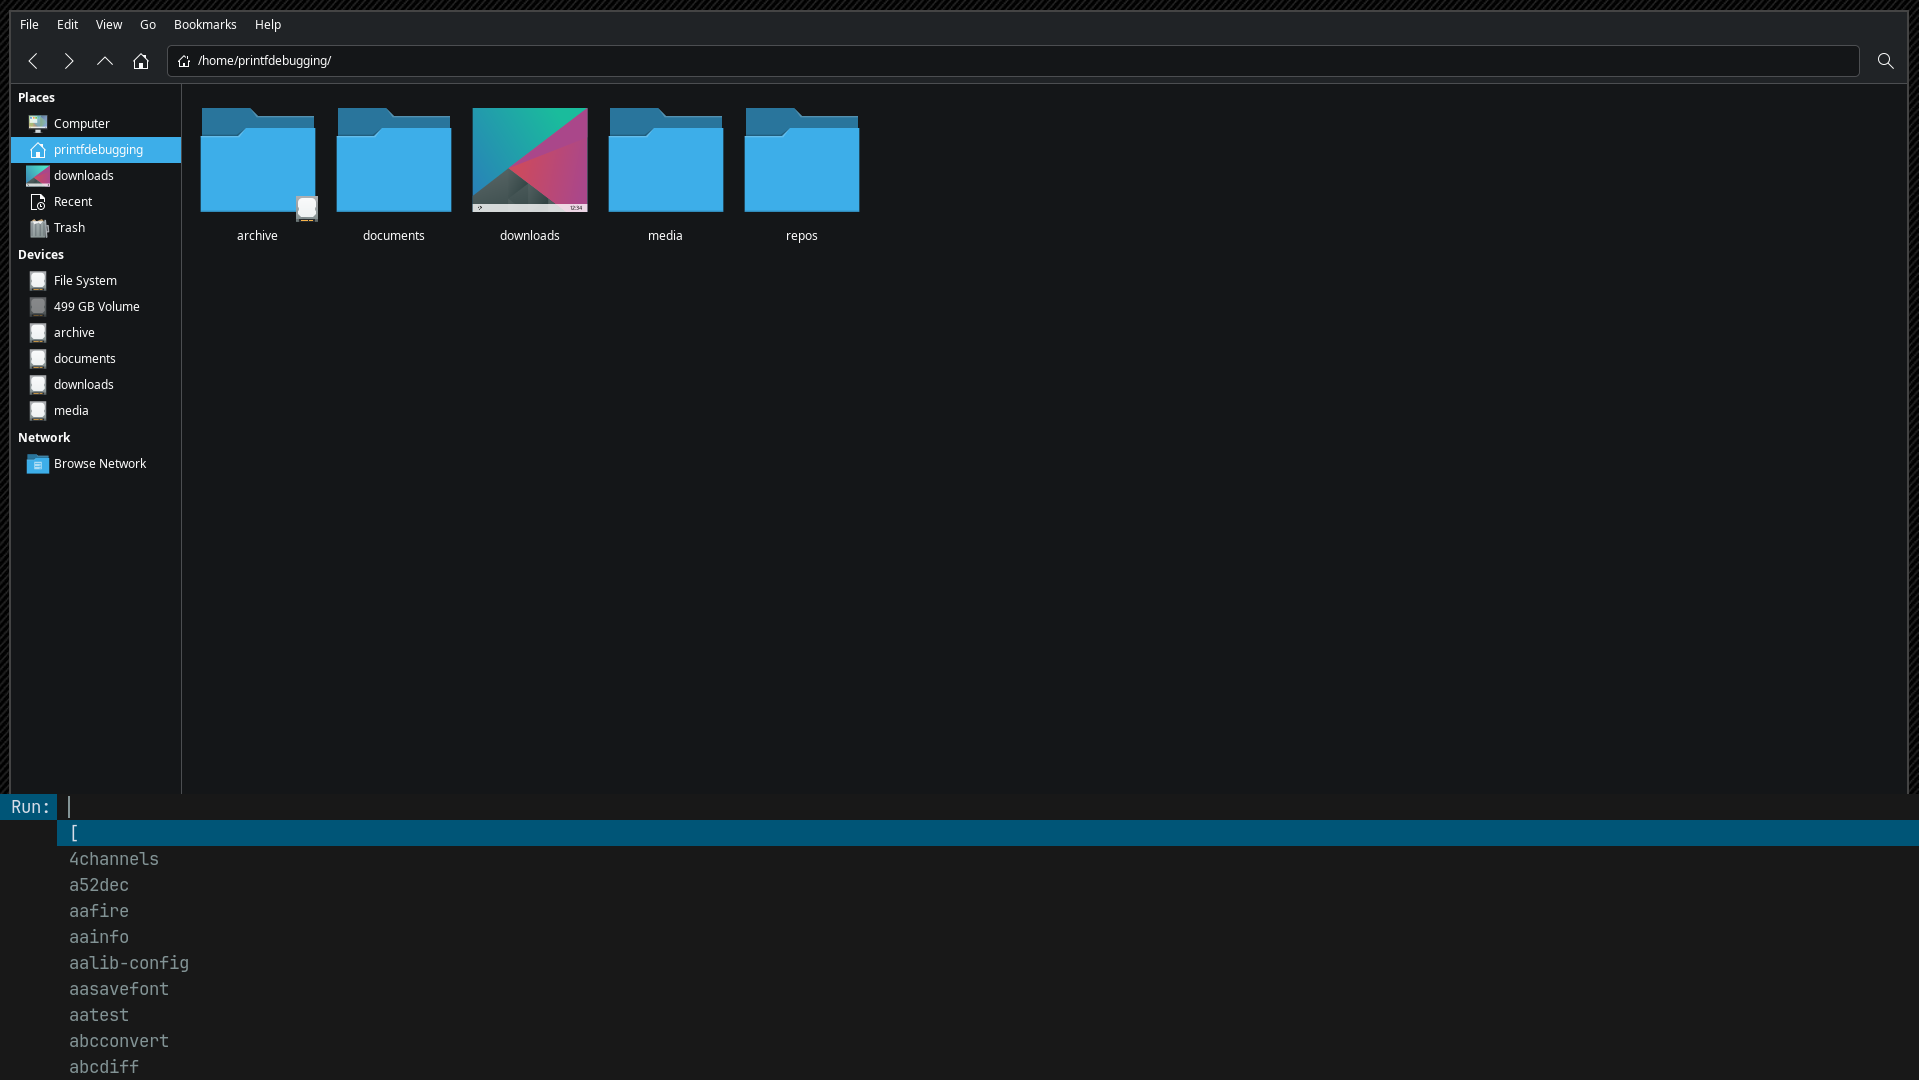 File Edit View Go Bookmarks Help
/home/printfdebugging/
Places
Computer
printfdebugging
downloads
Recent
Trash
Devices
File System
499 GB Volume
archive
documents
downloads
media
Network
Browse Network
12:34
archive documents downloads media repos
Run:
[
4channels
a52dec
aafire
aainfo
aalib-config
aasavefont
aatest
abcconvert
abcdiff